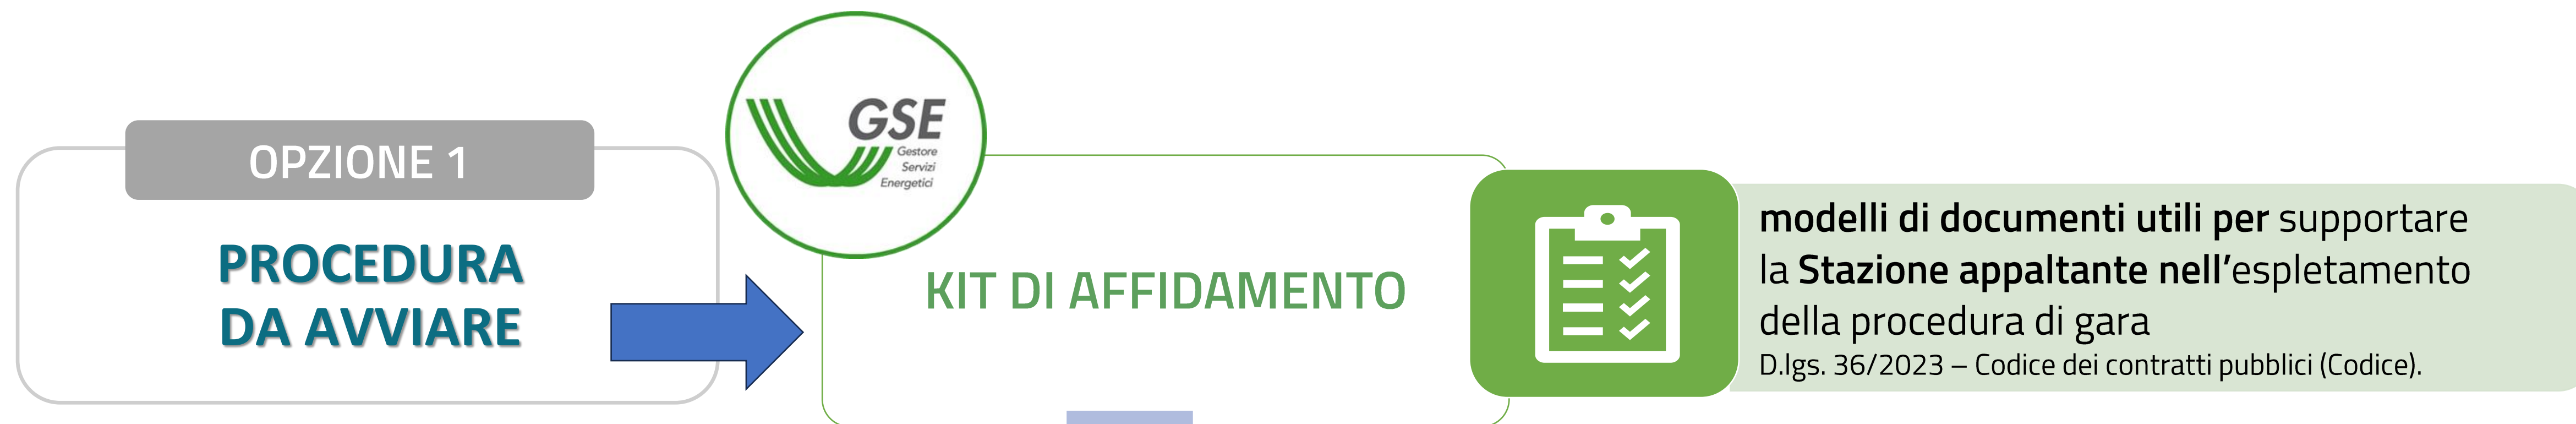 OPZIONE 1
PROCEDURA
DA AVVIARE
GSE
Gestore
Servizi
Energetici
KIT DI AFFIDAMENTO
modelli di documenti utili per supportare
la Stazione appaltante nell’espletamento
della procedura di gara
D.lgs. 36/2023 – Codice dei contratti pubblici (Codice).